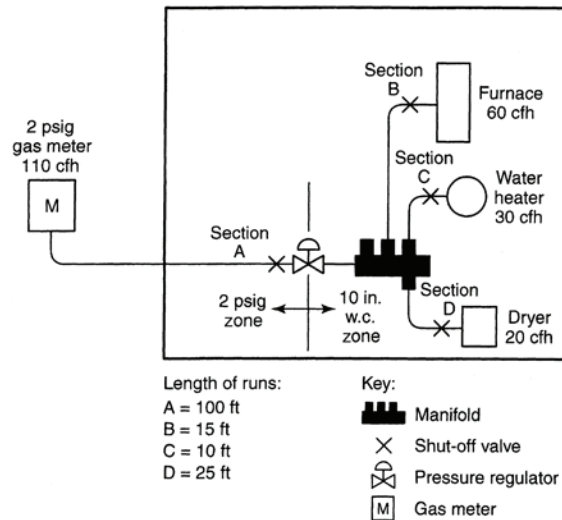 2 psig
gas meter
110 cfh
M
Section
A
2 psig
zone
10 in.
w.c.
zone
Section
B
Furnace
60 cfh
Section
C
Water
heater
30 cfh
Section
D
Dryer
20 cfh
Length of runs:
A = 100 ft
B = 15 ft
C = 10 ft
D = 25 ft
Key:
Manifold
Shut-off valve
Pressure regulator
M
Gas meter